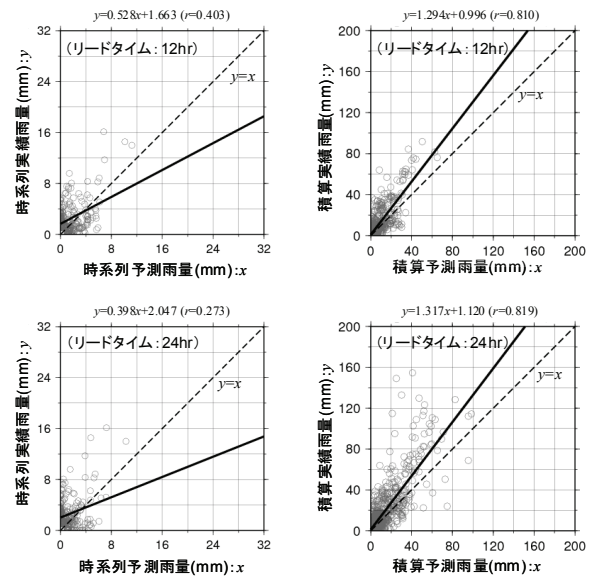 y=0.528x+1.663 (r=0.403)
32
24
16
8
0
0 8 16 24 32
(リードタイム:12hr)
y=x
時系列実績雨量(mm):y
時系列予測雨量(mm):x
y=1.294x+0.996 (r=0.810)
200
160
120
80
40
0
0 40 80 120 160 200
(リードタイム:12hr)
y=x
積算実績雨量(mm):y
積算予測雨量(mm):x
y=0.398x+2.047 (r=0.273)
32
24
16
8
0
0 8 16 24 32
(リードタイム:24hr)
y=x
時系列実績雨量(mm):y
時系列予測雨量(mm):x
y=1.317x+1.120 (r=0.819)
200
160
120
80
40
0
0 40 80 120 160 200
(リードタイム:24hr)
y=x
積算実績雨量(mm):y
積算予測雨量(mm):x